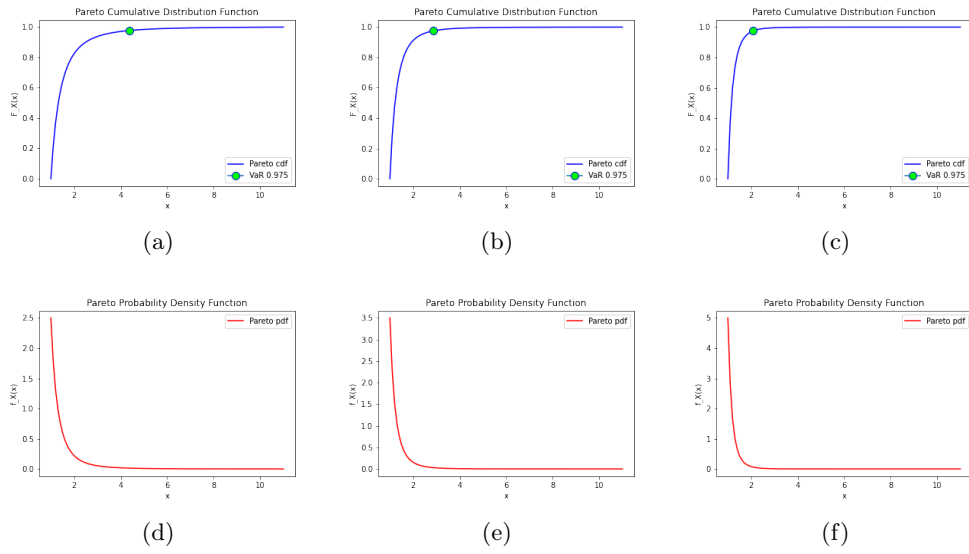 Pareto Cumulative Distribution Function
1.0
0.8
0.6
0.4
0.2
0.0
F_X(x)
Pareto cdf
VaR 0.975
2 4 6 8 10
x
(a)
Pareto Cumulative Distribution Function
1.0
0.8
0.6
0.4
0.2
0.0
F_X(x)
Pareto cdf
VaR 0.975
2 4 6 8 10
x
(b)
Pareto Cumulative Distribution Function
1.0
0.8
0.6
0.4
0.2
0.0
F_X(x)
Pareto cdf
VaR 0.975
2 4 6 8 10
x
(c)
Pareto Probability Density Function
Pareto pdf
2.5
2.0
1.5
1.0
0.5
0.0
f_X(x)
2 4 6 8 10
x
(d)
Pareto Probability Density Function
Pareto pdf
3.5
3.0
2.5
2.0
1.5
1.0
0.5
0.0
f_X(x)
2 4 6 8 10
x
(e)
Pareto Probability Density Function
Pareto pdf
5
4
3
2
1
0
f_X(x)
2 4 6 8 10
x
(f)